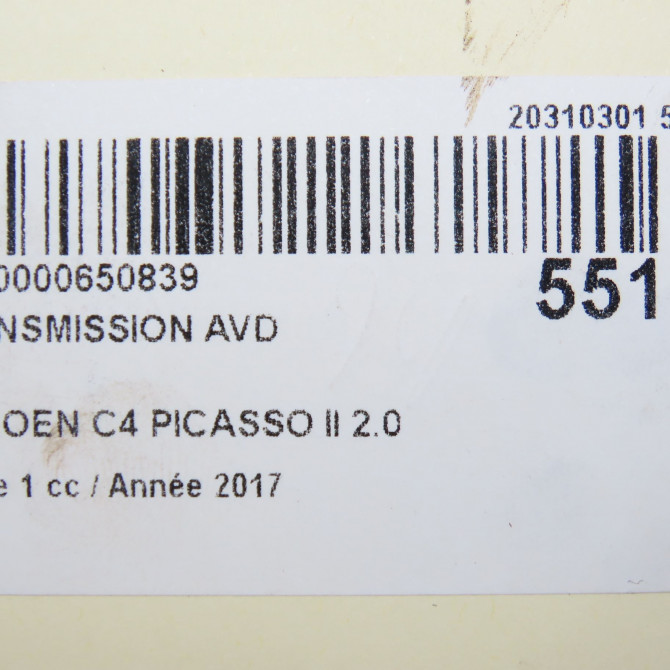 20310301 5
0000650839
551
NSMISSION AVD
OEN C4 PICASSO II 2.0
e 1 cc / Année 2017